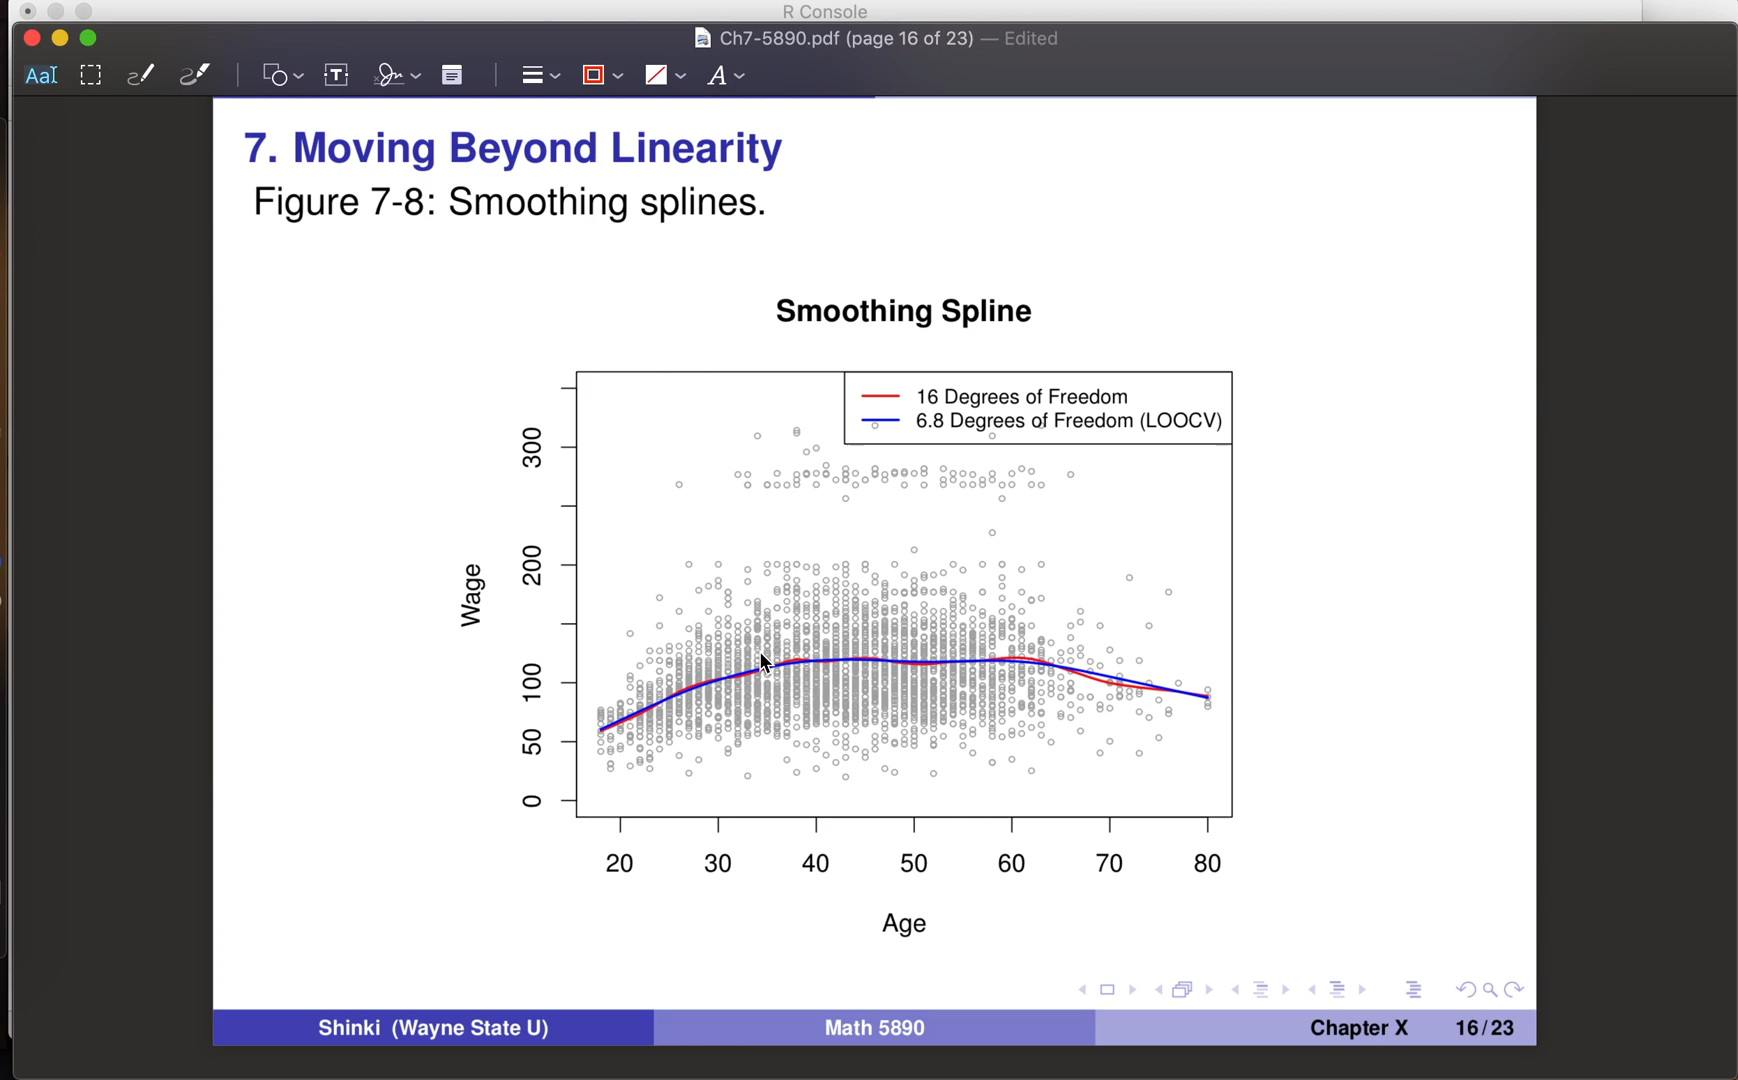 R Console
Ch7-5890.pdf (page 16 of 23) — Edited
AaI T A
7. Moving Beyond Linearity
Figure 7-8: Smoothing splines.
Smoothing Spline
16 Degrees of Freedom
6.8 Degrees of Freedom (LOOCV)
300
200
100
50
0
Wage
20 30 40 50 60 70 80
Age
Shinki (Wayne State U) Math 5890 Chapter X 16/23